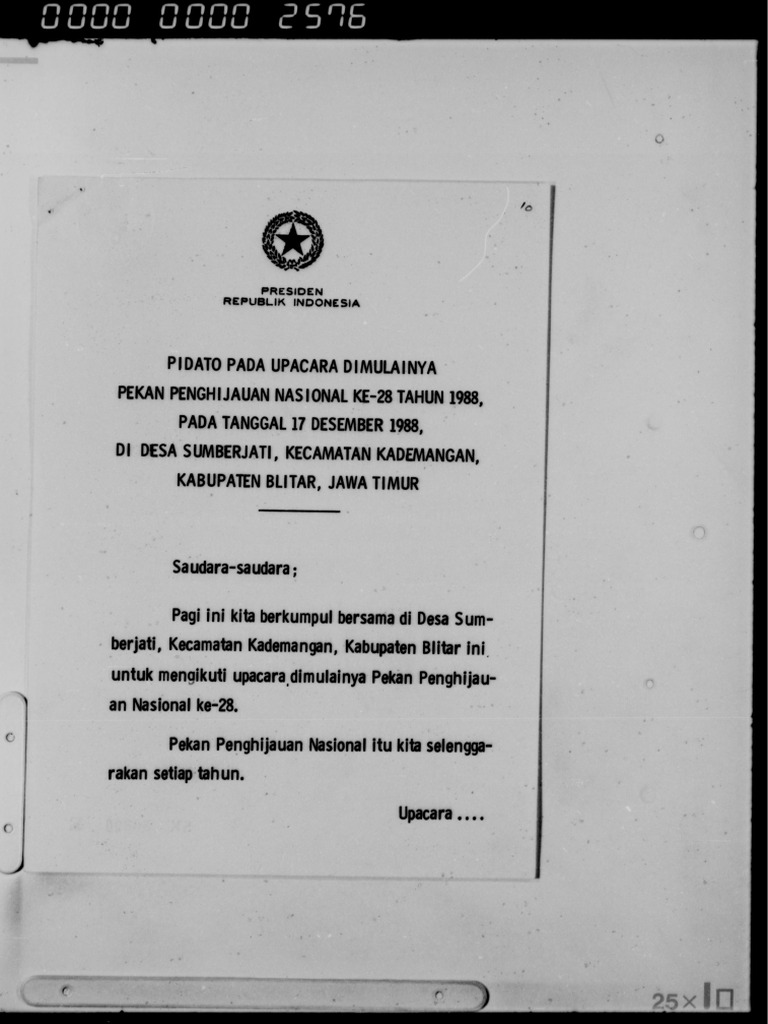 0000 0000 2576
10
PRESIDEN
REPUBLIK INDONESIA
PIDATO PADA UPACARA DIMULAINYA
PEKAN PENGHIJAUAN NASIONAL KE-28 TAHUN 1988,
PADA TANGGAL 17 DESEMBER 1988,
DI DESA SUMBERJATI, KECAMATAN KADEMANGAN,
KABUPATEN BLITAR, JAWA TIMUR
Saudara-saudara;
Pagi ini kita berkumpul bersama di Desa Sum-
berjati, Kecamatan Kademangan, Kabupaten Blitar ini
untuk mengikuti upacara dimulainya Pekan Penghijau-
an Nasional ke-28.
Pekan Penghijauan Nasional itu kita selengga-
rakan setiap tahun.
Upacara ....
25×